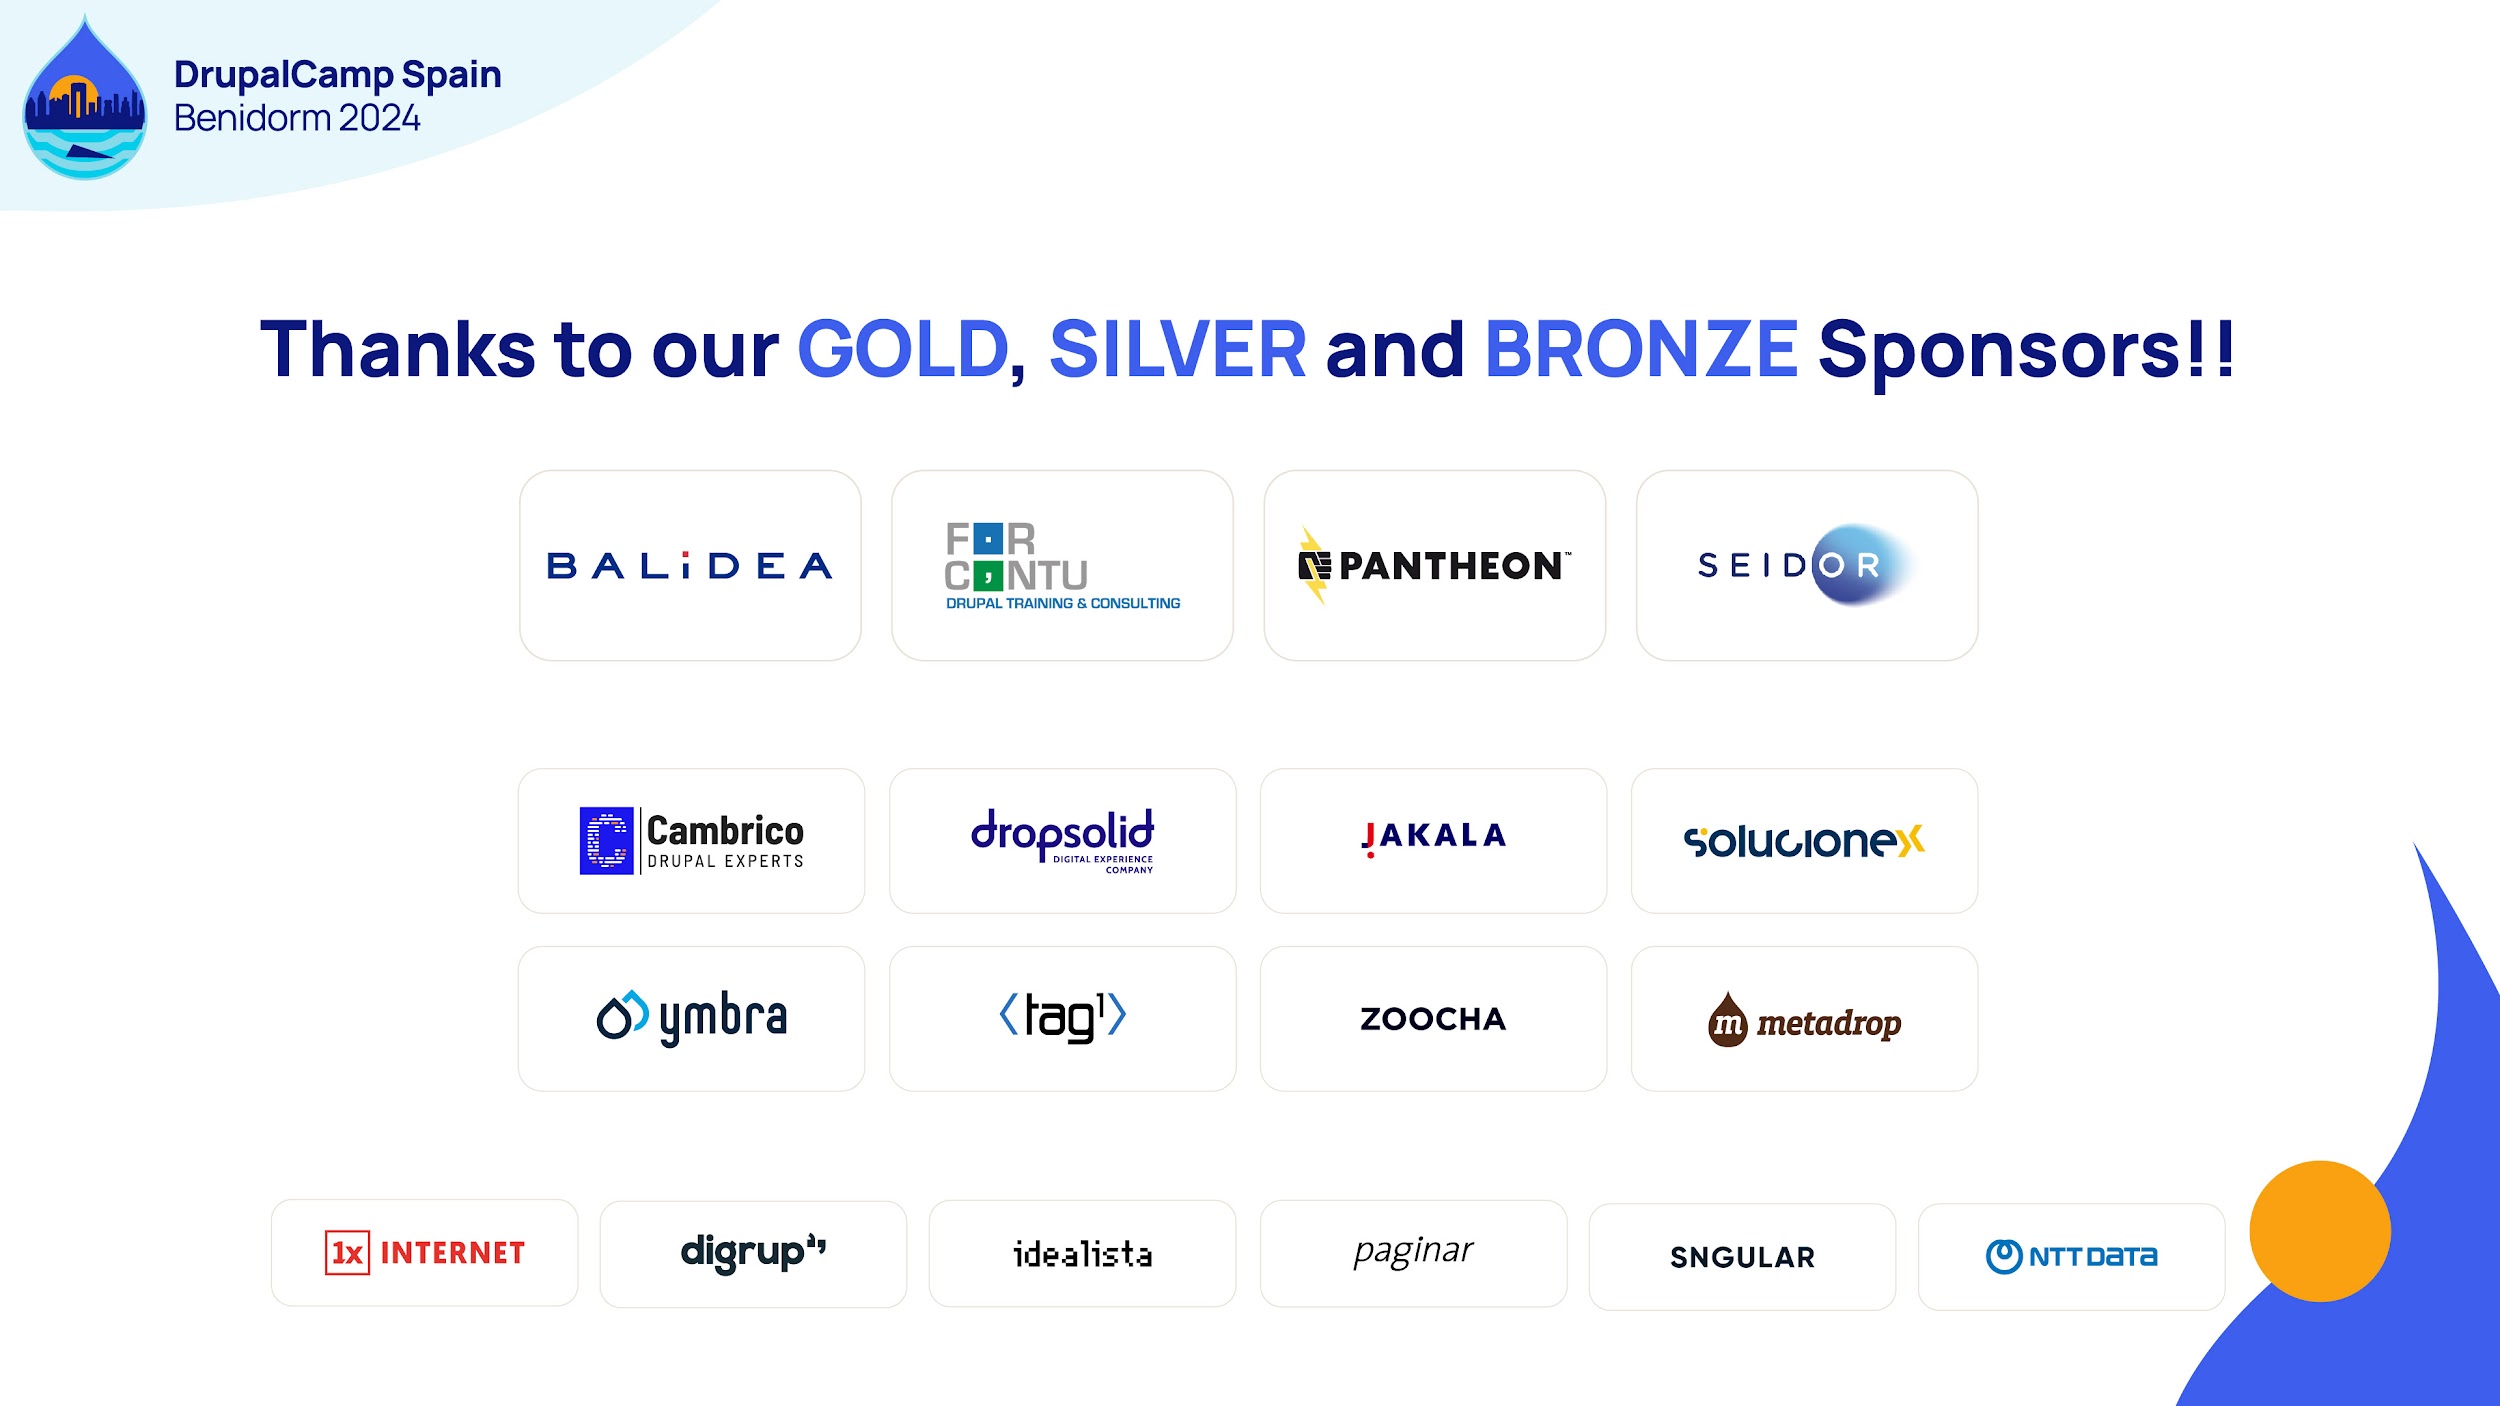 DrupalCamp Spain
Benidorm 2024
Thanks to our GOLD, SILVER and BRONZE Sponsors!!
BALiDEA
FOR
CONTU
DRUPAL TRAINING & CONSULTING
PANTHEON™
SEIDOR
C
Cambrico
DRUPAL EXPERTS
dropsolid
DIGITAL EXPERIENCE
COMPANY
JAKALA
solucionex
ymbra
tag1
ZOOCHA
m metadrop
1x INTERNET
digrup
idealista
paginar
SNGULAR
NTT DATA